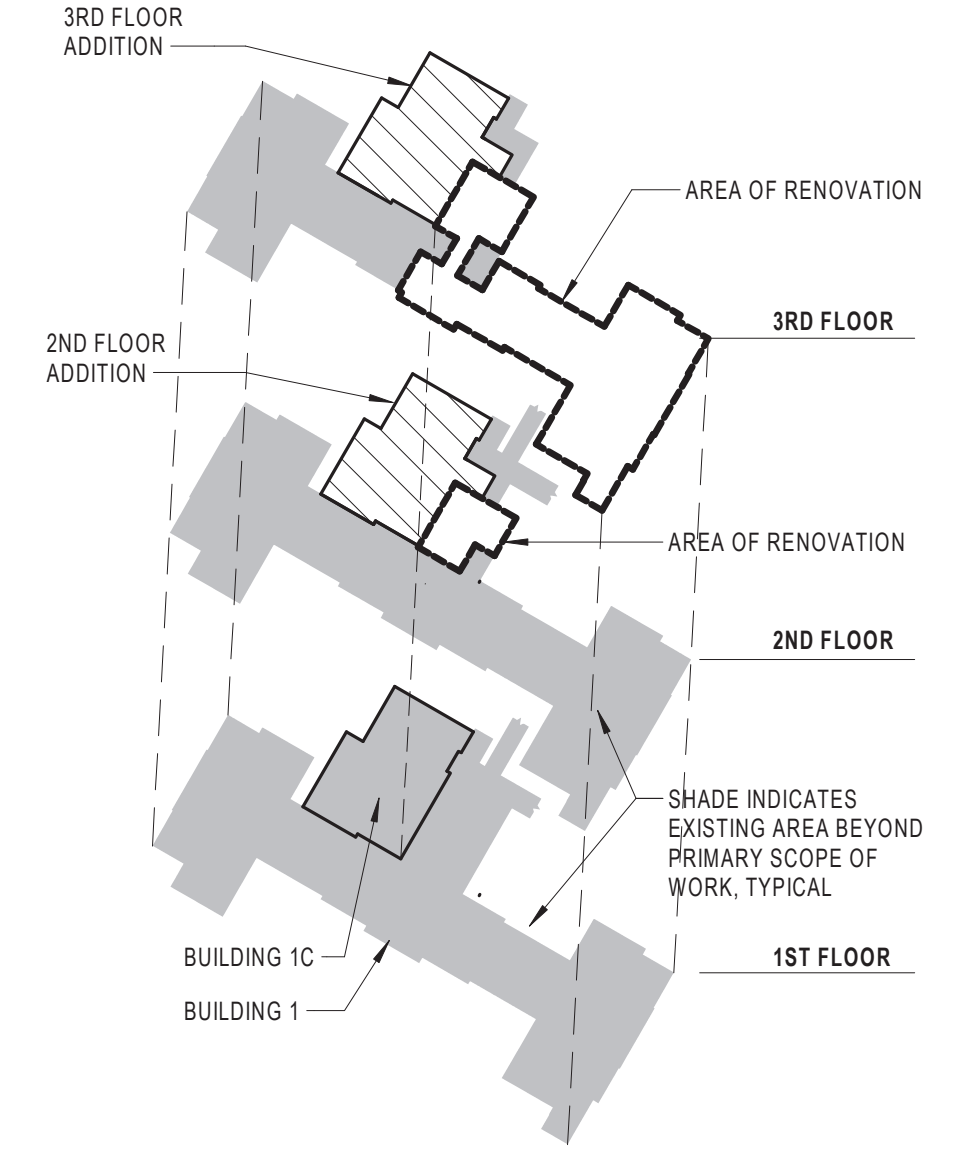 3RD FLOOR
ADDITION
AREA OF RENOVATION
3RD FLOOR
2ND FLOOR
ADDITION
AREA OF RENOVATION
2ND FLOOR
SHADE INDICATES
EXISTING AREA BEYOND
PRIMARY SCOPE OF
WORK, TYPICAL
BUILDING 1C
1ST FLOOR
BUILDING 1